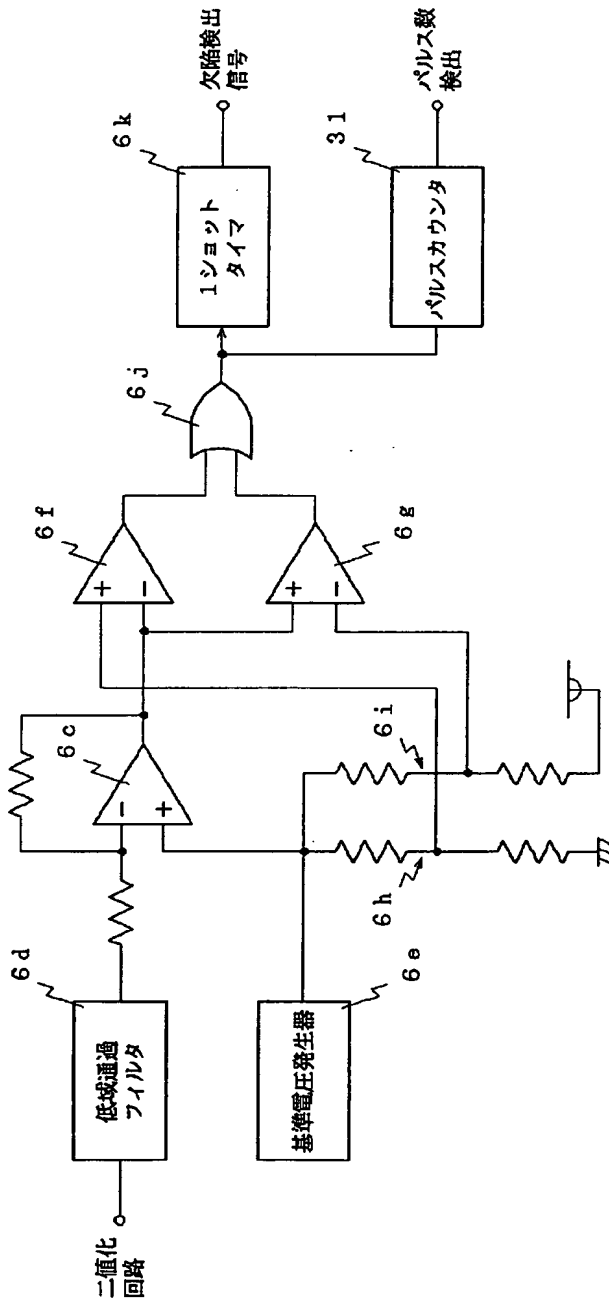 二値化
回路
低域通過
フィルタ
6d
基準電圧発生器
6e
6c
−
+
6h
6i
6f
+
−
6g
+
−
6j
1ショット
タイマ
6k
欠陥検出
信号
パルスカウンタ
31
パルス数
検出